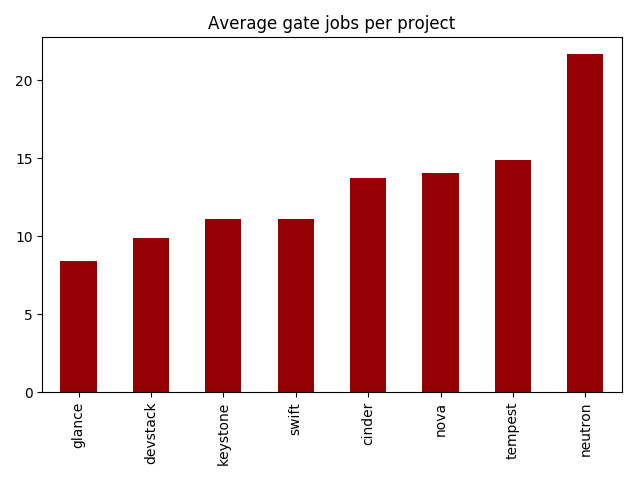 Average gate jobs per project
20
15
10
5
0
glance
devstack
keystone
swift
cinder
nova
tempest
neutron